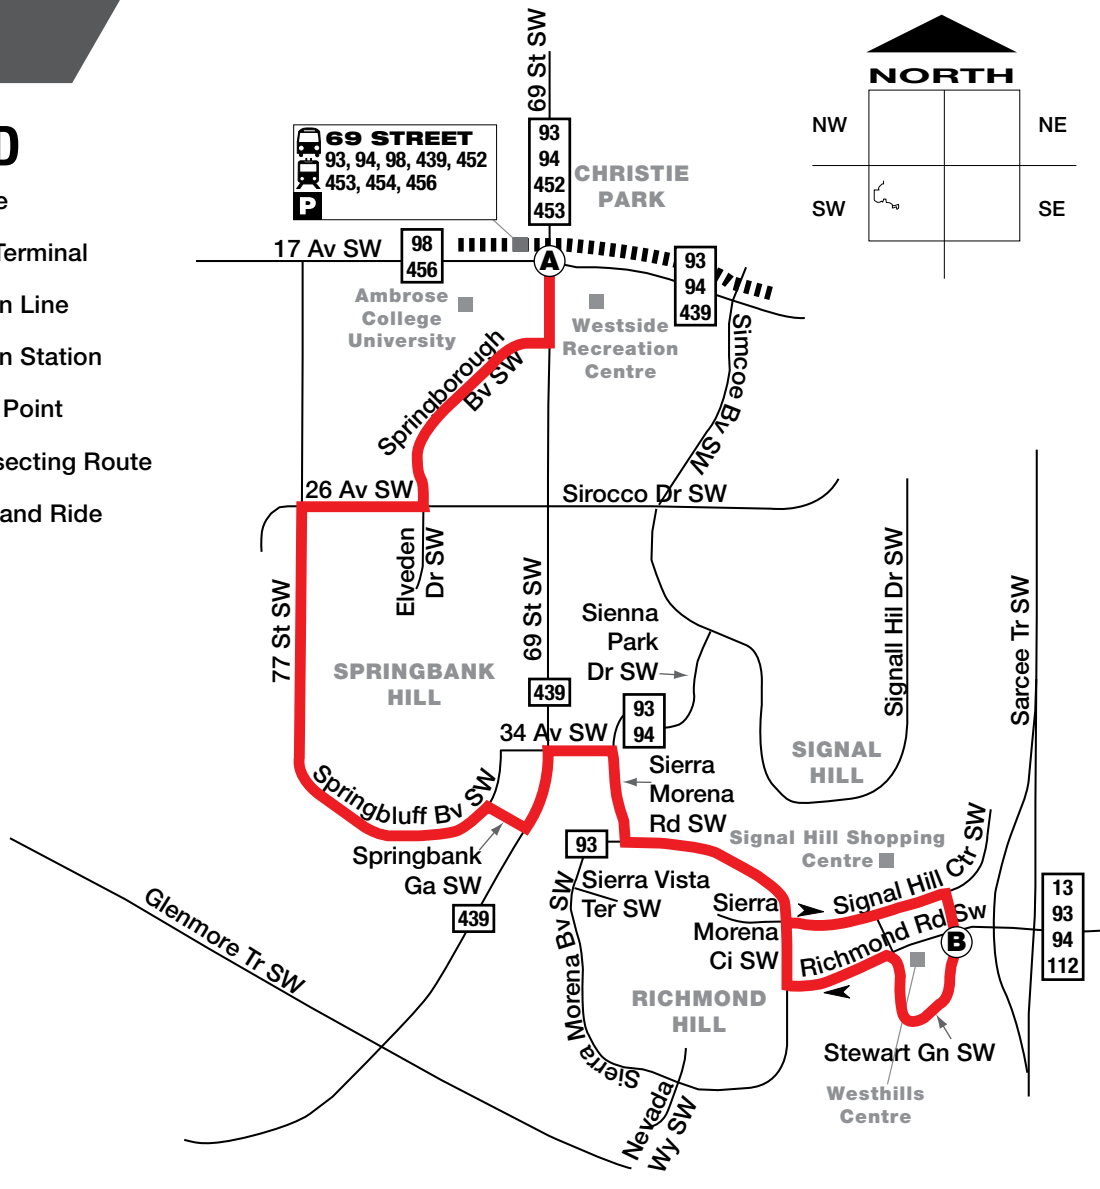 D
e
Terminal
n Line
n Station
Point
secting Route
and Ride
69 St SW
69 STREET
93, 94, 98, 439, 452
453, 454, 456
P
93
94
452
453
CHRISTIE
PARK
NORTH
NW
NE
SW
SE
17 Av SW
98
456
A
93
94
439
Ambrose
College
University
Westside
Recreation
Centre
Springborough
Bv SW
Simcoe Bv SW
26 Av SW
Sirocco Dr SW
Elveden
Dr SW
77 St SW
69 St SW
Sienna
Park
Dr SW
Signall Hil Dr SW
Sarcee Tr SW
SPRINGBANK
HILL
439
93
94
34 Av SW
SIGNAL
HILL
Sierra
Morena
Rd SW
Springbluff Bv SW
Springbank
Ga SW
439
93
Signal Hill Shopping
Centre
Signal Hill Ctr SW
Sierra Vista
Ter SW
Sierra
Morena
Ci SW
Richmond Rd Sw
B
13
93
94
112
Glenmore Tr SW
Sierra Morena Bv SW
Sierra
RICHMOND
HILL
Stewart Gn SW
Westhills
Centre
Nevada
Wy SW